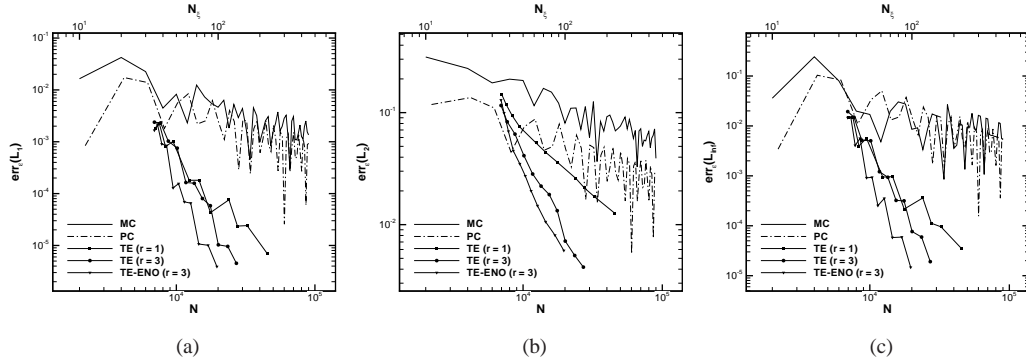 N_ξ
10^1
10^2
10^-1
10^-2
10^-3
10^-4
10^-5
err_ε(L_1)
MC
PC
TE (r = 1)
TE (r = 3)
TE-ENO (r = 3)
10^4
10^5
N
(a)
N_ξ
10^1
10^2
10^-1
10^-2
err_ε(L_2)
MC
PC
TE (r = 1)
TE (r = 3)
TE-ENO (r = 3)
10^4
10^5
N
(b)
N_ξ
10^1
10^2
10^-1
10^-2
10^-3
10^-4
10^-5
err_ε(L_inf)
MC
PC
TE (r = 1)
TE (r = 3)
TE-ENO (r = 3)
10^4
10^5
N
(c)